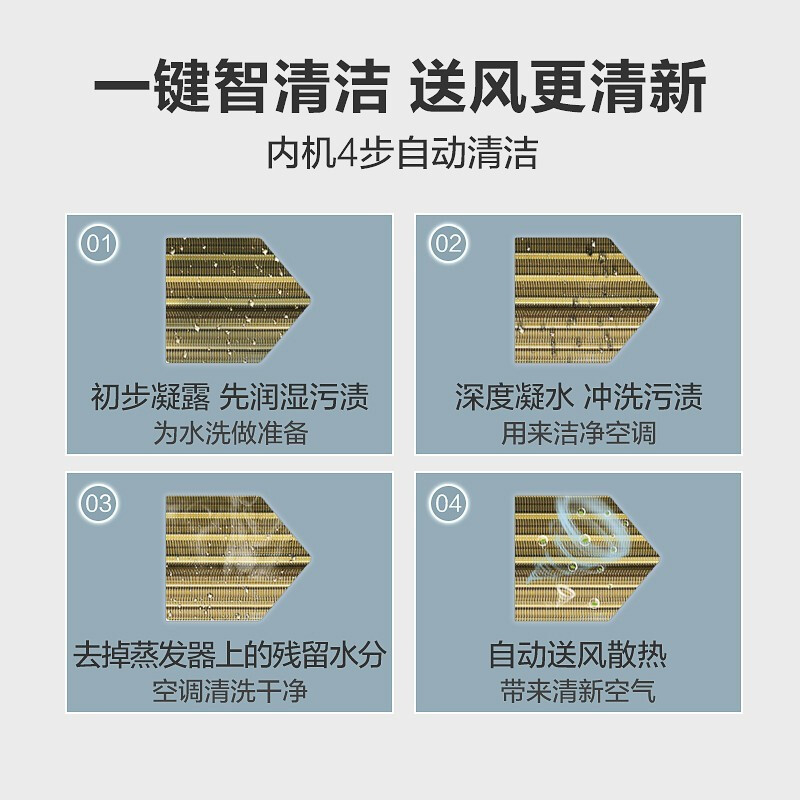 一键智清洁 送风更清新
内机4步自动清洁
01
初步凝露 先润湿污渍
为水洗做准备
02
深度凝水 冲洗污渍
用来洁净空调
03
去掉蒸发器上的残留水分
空调清洗干净
04
自动送风散热
带来清新空气